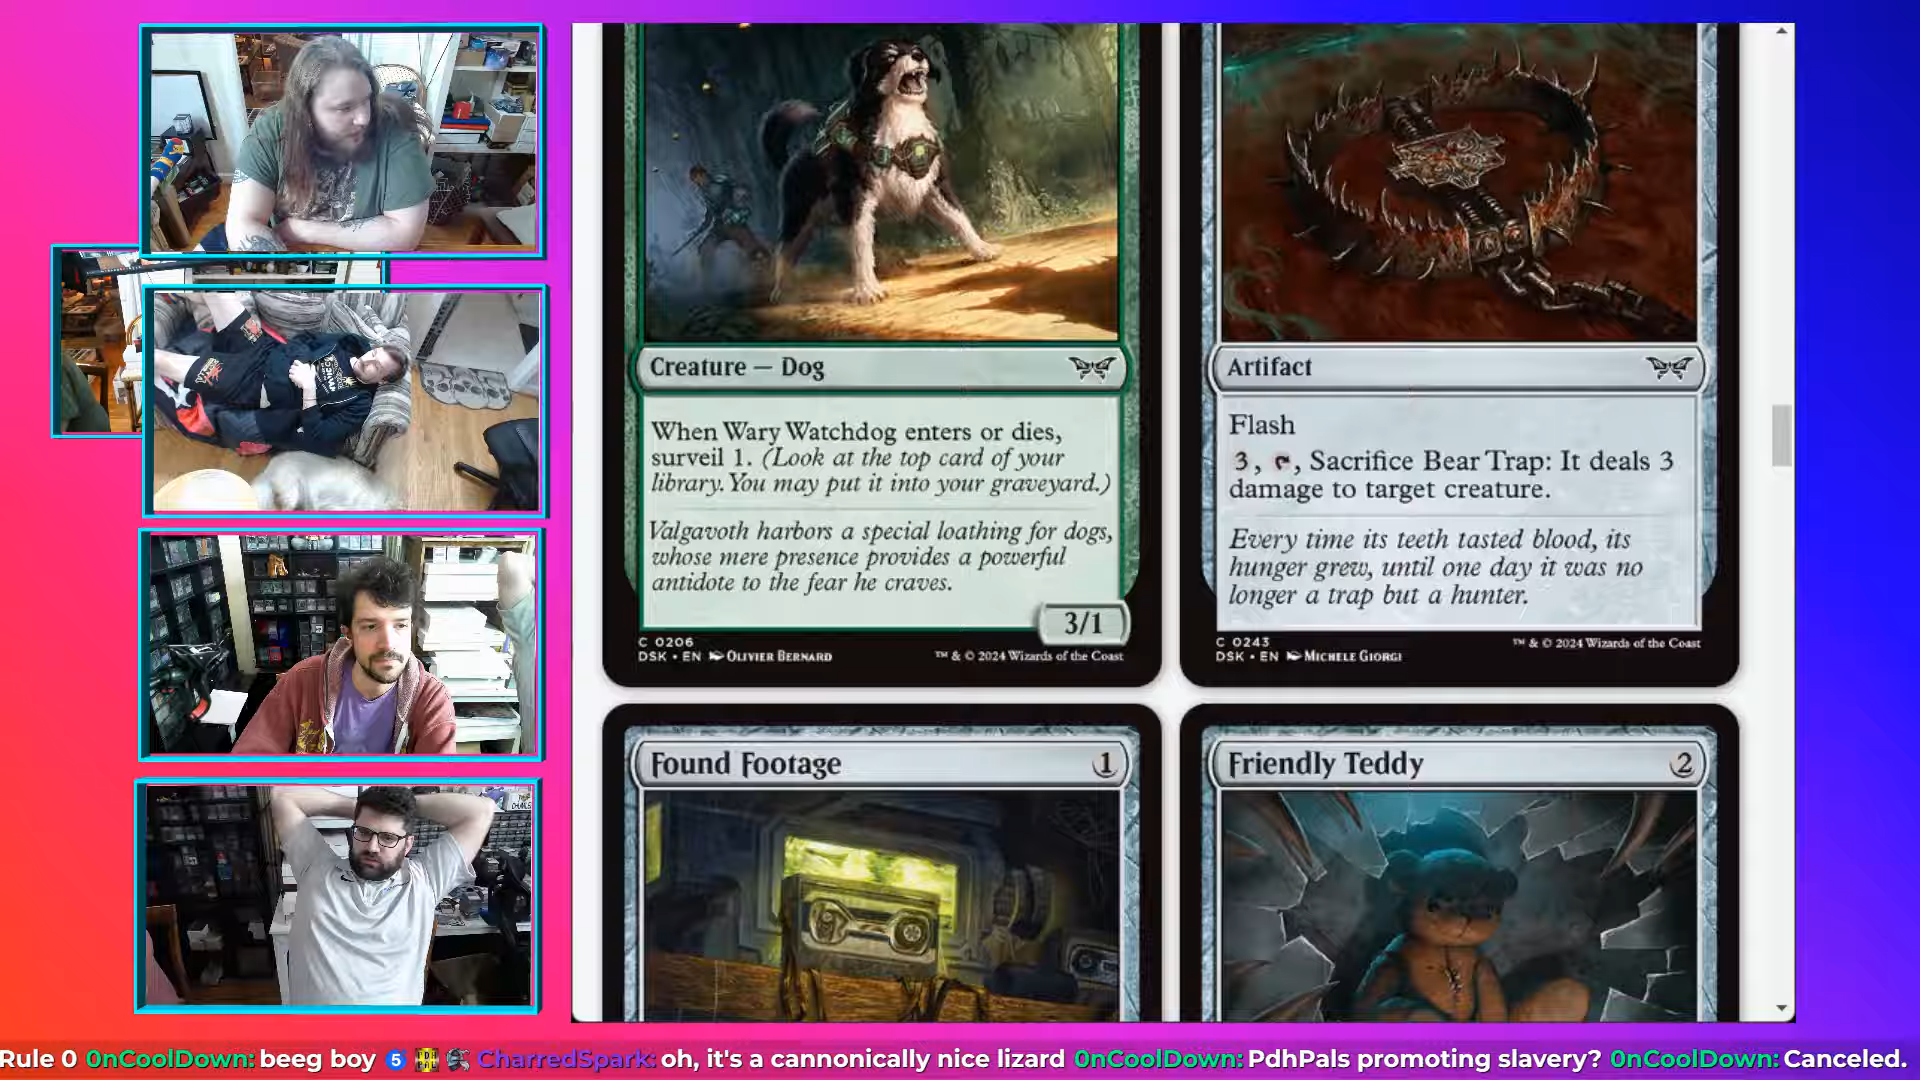 Creature — Dog
When Wary Watchdog enters or dies,
surveil 1. (Look at the top card of your
library. You may put it into your graveyard.)
Valgavoth harbors a special loathing for dogs,
whose mere presence provides a powerful
antidote to the fear he craves.
3/1
C 0206
DSK • EN OLIVIER BERNARD
™ & © 2024 Wizards of the Coast
Artifact
Flash
3, , Sacrifice Bear Trap: It deals 3
damage to target creature.
Every time its teeth tasted blood, its
hunger grew, until one day it was no
longer a trap but a hunter.
C 0243
DSK • EN MICHELE GIORGI
™ & © 2024 Wizards of the Coast
Found Footage 1
Friendly Teddy 2
Rule 0 0nCoolDown: beeg boy 5 CharredSpark: oh, it's a cannonically nice lizard 0nCoolDown: PdhPals promoting slavery? 0nCoolDown: Canceled.